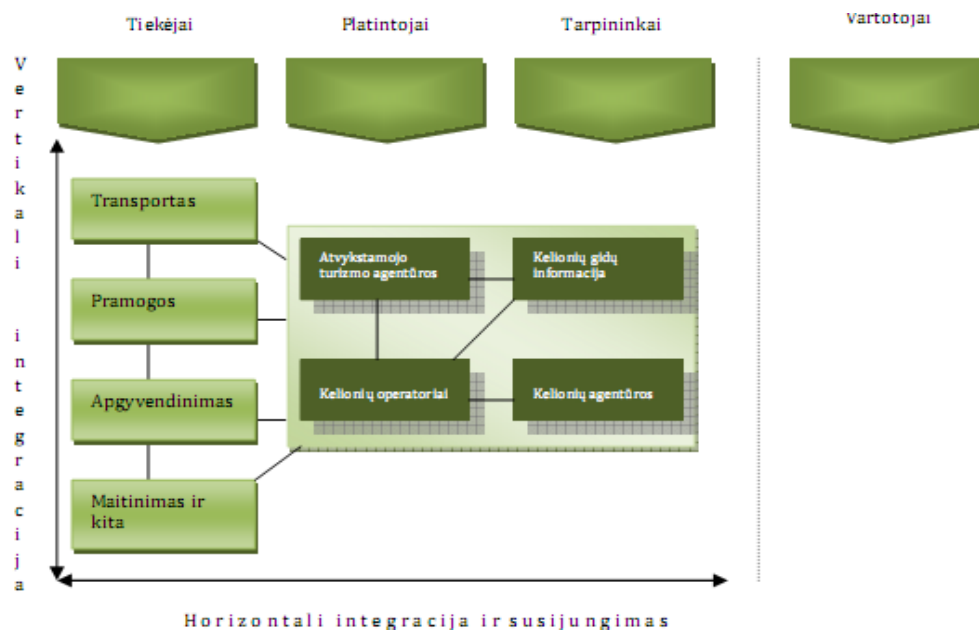 Tiekėjai
Platintojai
Tarpininkai
Vartotojai
Vertikali integracija
Transportas
Pramogos
Apgyvendinimas
Maitinimas ir
kita
Atvykstamojo
turizmo agentūros
Kelionių gidų
informacija
Kelionių operatoriai
Kelionių agentūros
Horizontali integracija ir susijungimas